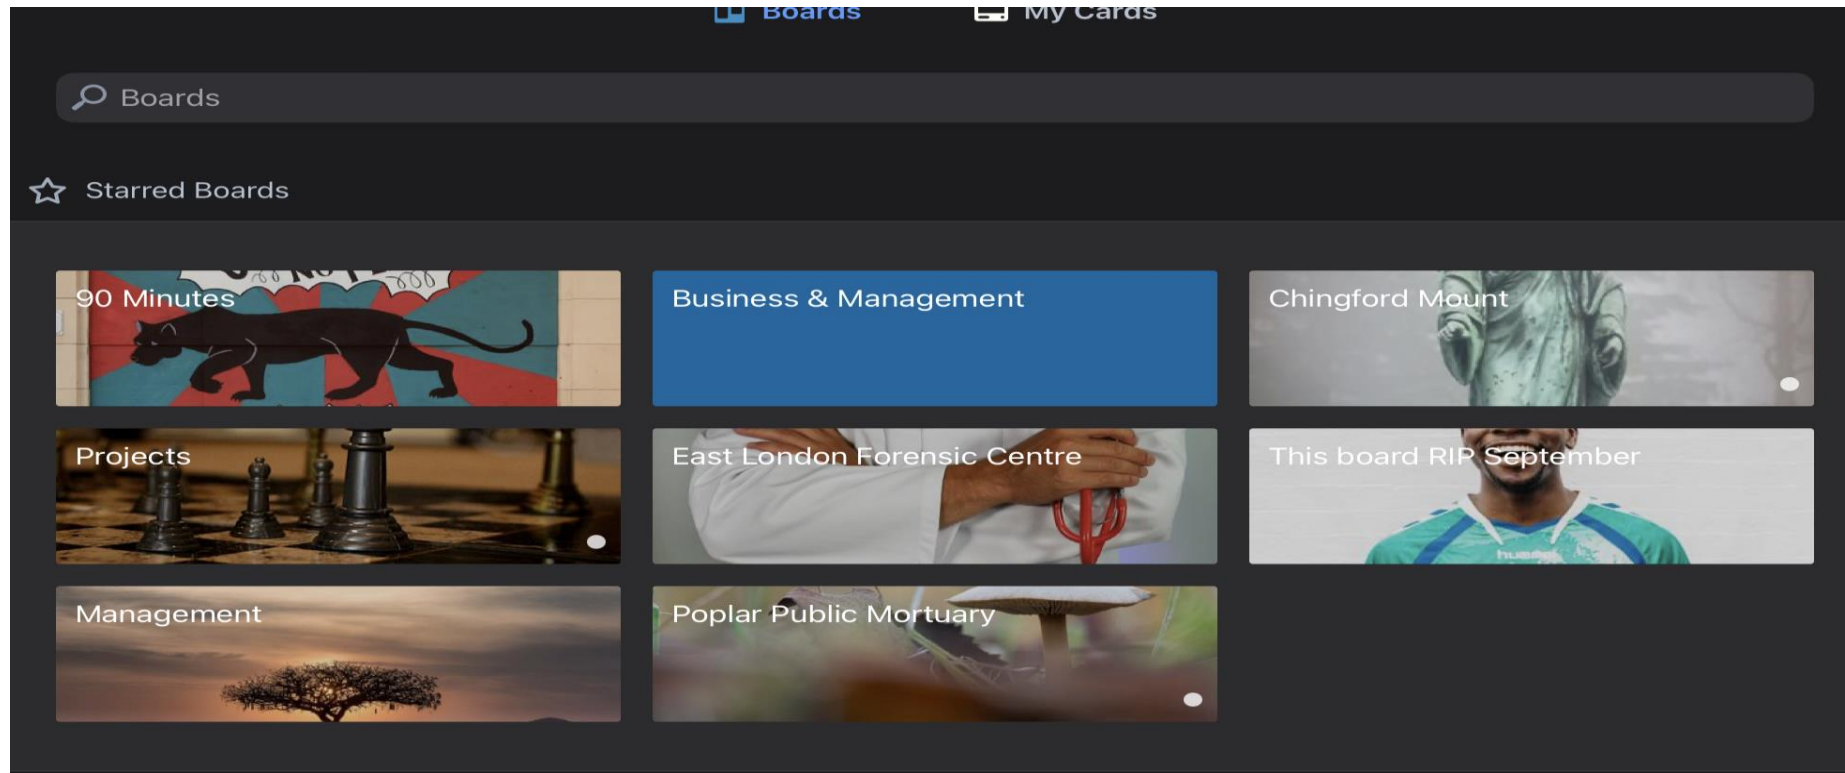 Boards
My Cards
Boards
Starred Boards
90 Minutes
Business & Management
Chingford Mount
Projects
East London Forensic Centre
This board RIP September
hummel
Management
Poplar Public Mortuary